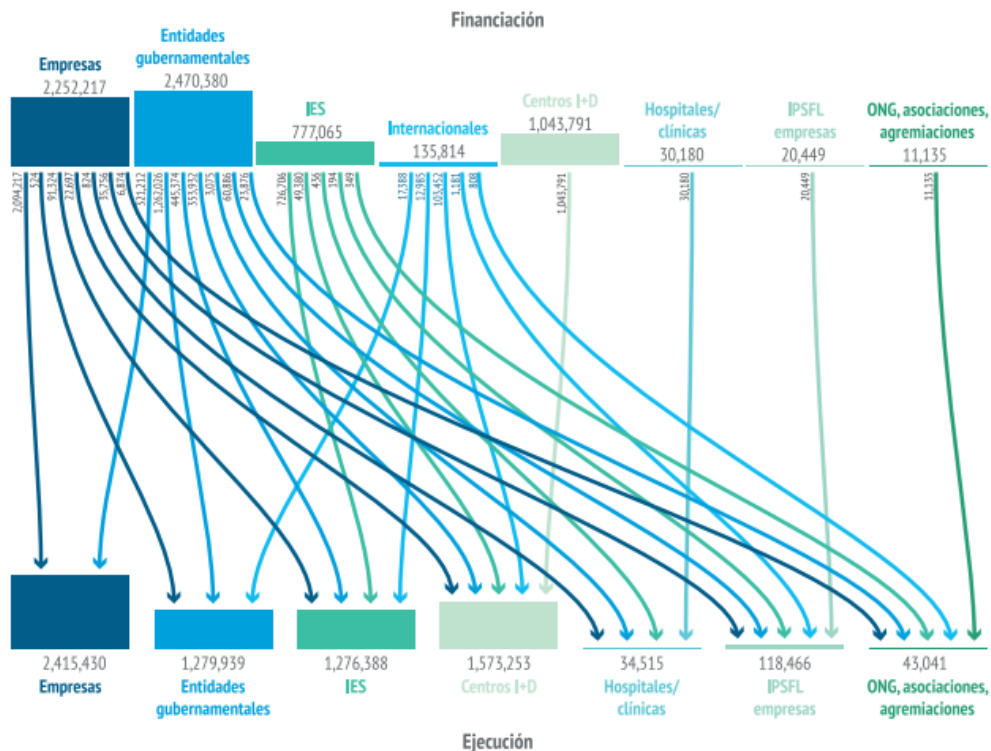 Financiación
Empresas
2,252,217
Entidades
gubernamentales
2,470,380
IES
777,065
Internacionales
135,814
Centros I+D
1,043,791
Hospitales/
clínicas
30,180
IPSFL
empresas
20,449
ONG, asociaciones,
agremiaciones
11,135
2,094,217
524
91,324
22,697
824
35,756
6,874
321,212
1,262,026
445,374
353,932
3,075
60,886
23,876
726,706
49,380
436
194
349
17,388
12,985
103,452
1,181
808
1,043,791
30,180
20,449
11,135
2,415,430
Empresas
1,279,939
Entidades
gubernamentales
1,276,388
IES
1,573,253
Centros I+D
34,515
Hospitales/
clínicas
118,466
IPSFL
empresas
43,041
ONG, asociaciones,
agremiaciones
Ejecución